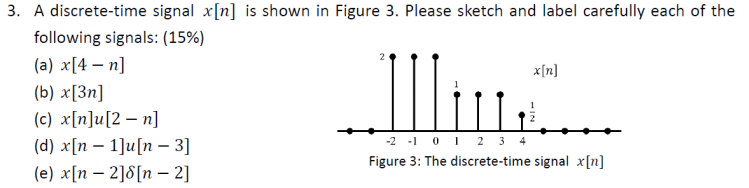 3. A discrete-time signal x[n] is shown in Figure 3. Please sketch and label carefully each of the
following signals: (15%)
(a) x[4 − n]
(b) x[3n]
(c) x[n]u[2 − n]
(d) x[n − 1]u[n − 3]
(e) x[n − 2]δ[n − 2]
2
1
x[n]
1/2
-2 -1 0 1 2 3 4
Figure 3: The discrete-time signal x[n]